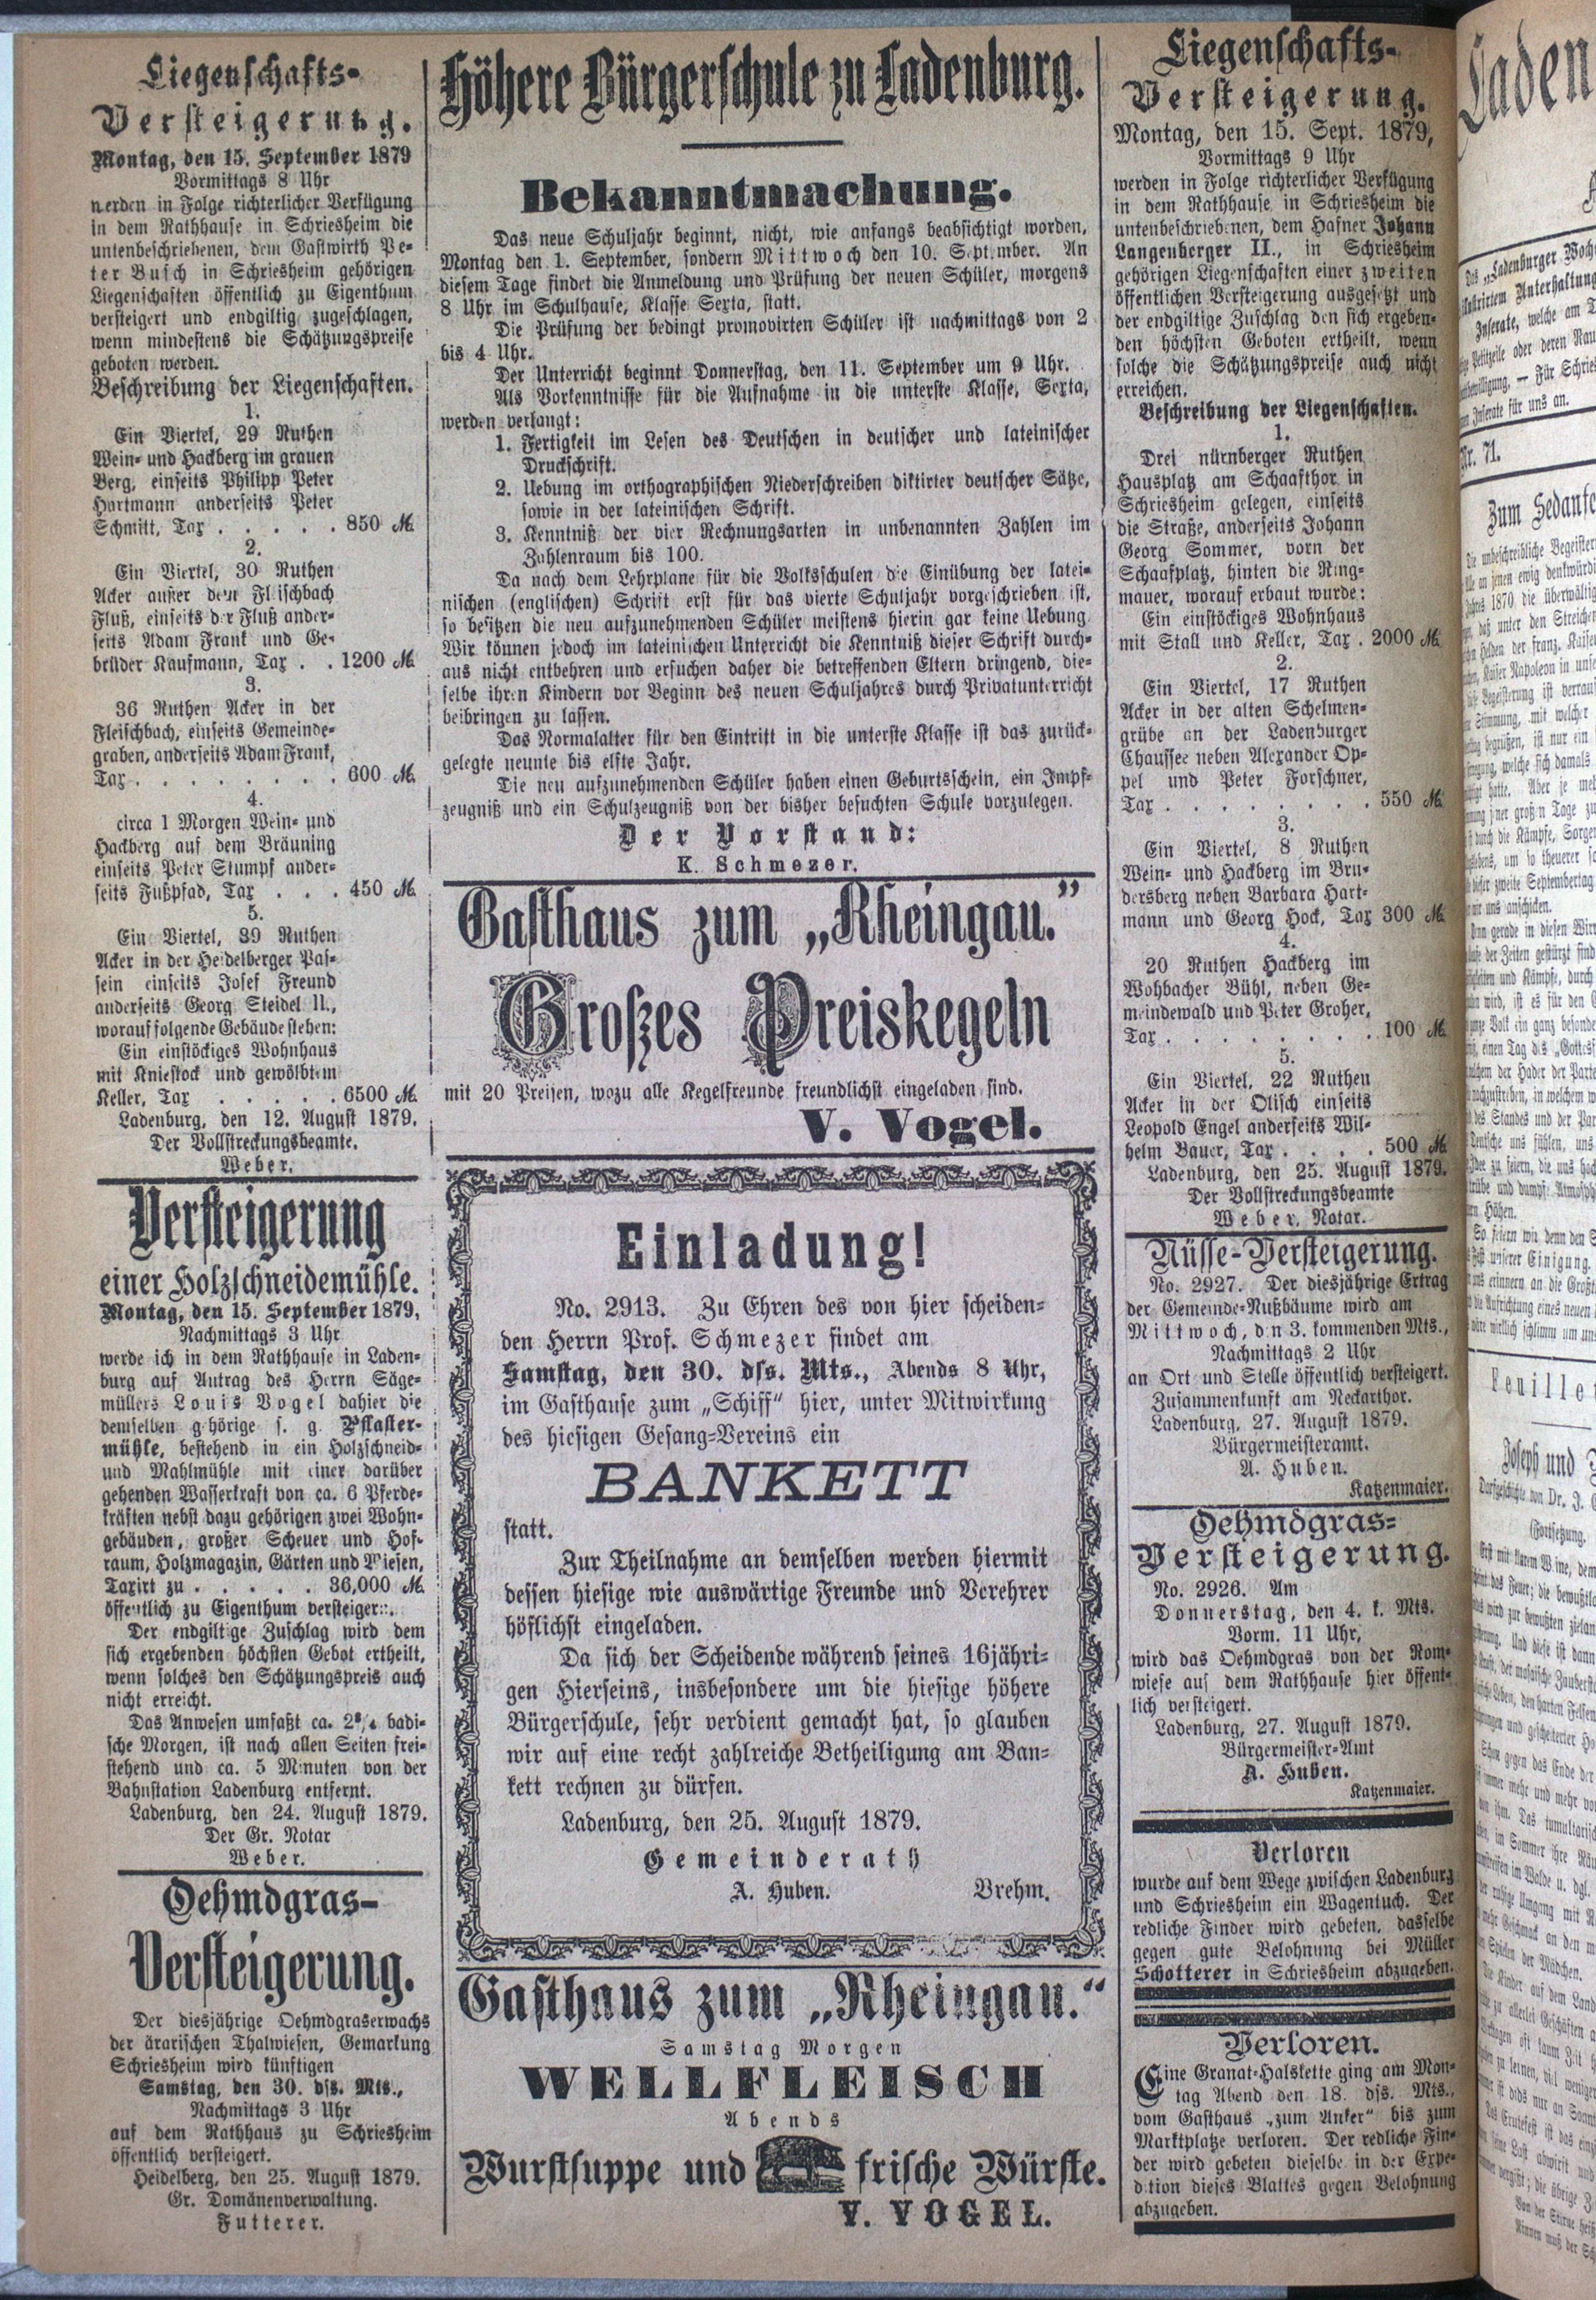 Liegenschafts-
Versteigerung.
Montag, den 15. September 1879
Vormittags 8 Uhr
werden in Folge richterlicher Verfügung
in dem Rathhause in Schriesheim die
untenbeschriebenen, dem Gastwirth Pe-
ter Busch in Schriesheim gehörigen
Liegenschaften öffentlich zu Eigenthum
versteigert und endgiltig zugeschlagen,
wenn mindestens die Schätzungspreise
geboten werden.
Beschreibung der Liegenschaften.
1.
Ein Viertel, 29 Ruthen
Wein- und Hackberg im grauen
Berg, einseits Philipp Peter
Hartmann anderseits Peter
Schmitt, Tax . . . . . 850 M.
2.
Ein Viertel, 30 Ruthen
Acker außer dem Fleischbach
Fluß, einseits der Fluß ander-
seits Adam Frank und Ge-
brüder Kaufmann, Tax . . 1200 M.
3.
36 Ruthen Acker in der
Fleischbach, einseits Gemeinde-
graben, anderseits Adam Frank,
Tax . . . . . . . . 600 M.
4.
circa 1 Morgen Wein- und
Hackberg auf dem Bräuning
einseits Peter Stumpf ander-
seits Fußpfad, Tax . . . 450 M.
5.
Ein Viertel, 39 Ruthen
Acker in der Heidelberger Pas-
sein einseits Josef Freund
anderseits Georg Steidel II.,
worauf folgende Gebäude stehen:
Ein einstöckiges Wohnhaus
mit Kniestock und gewölbtem
Keller, Tax . . . . . 6500 M.
Ladenburg, den 12. August 1879.
Der Vollstreckungsbeamte.
Weber.
Versteigerung
einer Holzschneidemühle.
Montag, den 15. September 1879,
Nachmittags 3 Uhr
werde ich in dem Rathhause in Laden-
burg auf Antrag des Herrn Säge-
müllers Louis Vogel dahier die
demselben gehörige s. g. Pflaster-
mühle, bestehend in ein Holzschneid-
und Mahlmühle mit einer darüber
gehenden Wasserkraft von ca. 6 Pferde-
kräften nebst dazu gehörigen zwei Wohn-
gebäuden, großer Scheuer und Hof-
raum, Holzmagazin, Gärten und Wiesen,
Taxirt zu . . . . . 36,000 M.
öffentlich zu Eigenthum versteigern.
Der endgiltige Zuschlag wird dem
sich ergebenden höchsten Gebot ertheilt,
wenn solches den Schätzungspreis auch
nicht erreicht.
Das Anwesen umfaßt ca. 2³/₄ badi-
sche Morgen, ist nach allen Seiten frei-
stehend und ca. 5 Minuten von der
Bahnstation Ladenburg entfernt.
Ladenburg, den 24. August 1879.
Der Gr. Notar
Weber.
Oehmdgras-
Versteigerung.
Der diesjährige Oehmdgraserwachs
der ärarischen Thalwiesen, Gemarkung
Schriesheim wird künftigen
Samstag, den 30. dss. Mts.,
Nachmittags 3 Uhr
auf dem Rathhaus zu Schriesheim
öffentlich versteigert.
Heidelberg, den 25. August 1879.
Gr. Domänenverwaltung.
Futterer.
Höhere Bürgerschule zu Ladenburg.
Bekanntmachung.
Das neue Schuljahr beginnt, nicht, wie anfangs beabsichtigt worden,
Montag den 1. September, sondern Mittwoch den 10. September. An
diesem Tage findet die Anmeldung und Prüfung der neuen Schüler, morgens
8 Uhr im Schulhause, Klasse Sexta, statt.
Die Prüfung der bedingt promovirten Schüler ist nachmittags von 2
bis 4 Uhr.
Der Unterricht beginnt Donnerstag, den 11. September um 9 Uhr.
Als Vorkenntnisse für die Aufnahme in die unterste Klasse, Sexta,
werden verlangt:
1. Fertigkeit im Lesen des Deutschen in deutscher und lateinischer
Druckschrift.
2. Uebung im orthographischen Niederschreiben diktirter deutscher Sätze,
sowie in der lateinischen Schrift.
3. Kenntniß der vier Rechnungsarten in unbenannten Zahlen im
Zahlenraum bis 100.
Da nach dem Lehrplane für die Volksschulen die Einübung der latei-
nischen (englischen) Schrift erst für das vierte Schuljahr vorgeschrieben ist,
so besitzen die neu aufzunehmenden Schüler meistens hierin gar keine Uebung.
Wir können jedoch im lateinischen Unterricht die Kenntniß dieser Schrift durch-
aus nicht entbehren und ersuchen daher die betreffenden Eltern dringend, die-
selbe ihren Kindern vor Beginn des neuen Schuljahres durch Privatunterricht
beibringen zu lassen.
Das Normalalter für den Eintritt in die unterste Klasse ist das zurück-
gelegte neunte bis elfte Jahr.
Die neu aufzunehmenden Schüler haben einen Geburtsschein, ein Impf-
zeugniß und ein Schulzeugniß von der bisher besuchten Schule vorzulegen.
Der Vorstand:
K. Schmezer.
Gasthaus zum „Rheingau.”
Großes Preiskegeln
mit 20 Preisen, wozu alle Kegelfreunde freundlichst eingeladen sind.
V. Vogel.
Einladung!
No. 2913. Zu Ehren des von hier scheiden-
den Herrn Prof. Schmezer findet am
Samstag, den 30. dss. Mts., Abends 8 Uhr,
im Gasthause zum „Schiff“ hier, unter Mitwirkung
des hiesigen Gesang-Vereins ein
BANKETT
statt.
Zur Theilnahme an demselben werden hiermit
dessen hiesige wie auswärtige Freunde und Verehrer
höflichst eingeladen.
Da sich der Scheidende während seines 16jähri-
gen Hierseins, insbesondere um die hiesige höhere
Bürgerschule, sehr verdient gemacht hat, so glauben
wir auf eine recht zahlreiche Betheiligung am Ban-
kett rechnen zu dürfen.
Ladenburg, den 25. August 1879.
Gemeinderath
A. Huben. Brehm.
Gasthaus zum „Rheingau.“
Samstag Morgen
WELLFLEISCH
Abends
Wurstsuppe und frische Würste.
V. VOGEL.
Liegenschafts-
Versteigerung.
Montag, den 15. Sept. 1879,
Vormittags 9 Uhr
werden in Folge richterlicher Verfügung
in dem Rathhause in Schriesheim die
untenbeschriebenen, dem Hafner Johann
Langenberger II., in Schriesheim
gehörigen Liegenschaften einer zweiten
öffentlichen Versteigerung ausgesetzt und
der endgiltige Zuschlag den sich ergeben-
den höchsten Geboten ertheilt, wenn
solche die Schätzungspreise auch nicht
erreichen.
Beschreibung der Liegenschaften.
1.
Drei nürnberger Ruthen
Hausplatz am Schaafthor in
Schriesheim gelegen, einseits
die Straße, anderseits Johann
Georg Sommer, vorn der
Schaafplatz, hinten die Ring-
mauer, worauf erbaut wurde:
Ein einstöckiges Wohnhaus
mit Stall und Keller, Tax . 2000 M.
2.
Ein Viertel, 17 Ruthen
Acker in der alten Schelmen-
grübe an der Ladenburger
Chaussee neben Alexander Op-
pel und Peter Forschner,
Tax . . . . . . . . 550 M.
3.
Ein Viertel, 8 Ruthen
Wein- und Hackberg im Bru-
dersberg neben Barbara Hart-
mann und Georg Hock, Tax 300 M.
4.
20 Ruthen Hackberg im
Wohbacher Bühl, neben Ge-
meindewald und Peter Groher,
Tax . . . . . . . . 100 M.
5.
Ein Viertel, 22 Ruthen
Acker in der Olisch einseits
Leopold Engel anderseits Wil-
helm Bauer, Tax . . . . 500 M.
Ladenburg, den 25. August 1879.
Der Vollstreckungsbeamte
Weber, Notar.
Nüsse-Versteigerung.
No. 2927. Der diesjährige Ertrag
der Gemeinde-Nußbäume wird am
Mittwoch, den 3. kommenden Mts.,
Nachmittags 2 Uhr
an Ort und Stelle öffentlich versteigert.
Zusammenkunft am Neckarthor.
Ladenburg, 27. August 1879.
Bürgermeisteramt.
A. Huben.
Katzenmaier.
Oehmdgras-
Versteigerung.
No. 2926. Am
Donnerstag, den 4. k. Mts.
Vorm. 11 Uhr,
wird das Oehmdgras von der Rom-
wiese auf dem Rathhause hier öffent-
lich versteigert.
Ladenburg, 27. August 1879.
Bürgermeister-Amt
A. Huben.
Katzenmaier.
Verloren
wurde auf dem Wege zwischen Ladenburg
und Schriesheim ein Wagentuch. Der
redliche Finder wird gebeten, dasselbe
gegen gute Belohnung bei Müller
Schotterer in Schriesheim abzugeben.
Verloren.
Eine Granat-Halskette ging am Mon-
tag Abend den 18. dss. Mts.,
vom Gasthaus „zum Anker“ bis zum
Marktplatze verloren. Der redliche Fin-
der wird gebeten dieselbe in der Expe-
dition dieses Blattes gegen Belohnung
abzugeben.
Laden
Nr. 71.
Zum Sedanfe
Feuillet
Joseph und